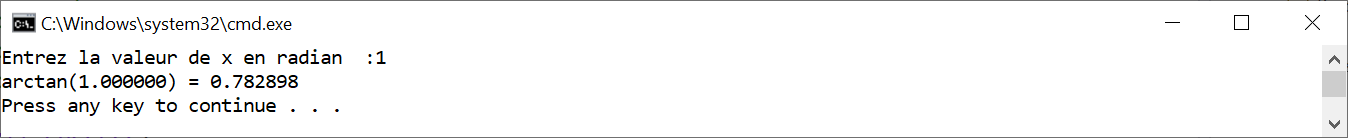 C:\Windows\system32\cmd.exe
Entrez la valeur de x en radian  :1
arctan(1.000000) = 0.782898
Press any key to continue . . .